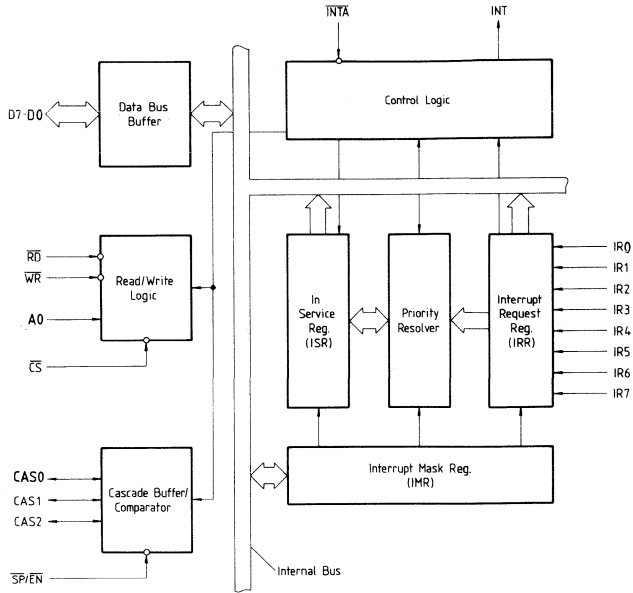 INTA
INT
Data Bus
Buffer
D7-D0
Control Logic
RD
WR
A0
CS
Read/Write
Logic
In
Service
Reg.
(ISR)
Priority
Resolver
Interrupt
Request
Reg.
(IRR)
IR0
IR1
IR2
IR3
IR4
IR5
IR6
IR7
CAS0
CAS1
CAS2
Cascade Buffer/
Comparator
SP/EN
Interrupt Mask Reg.
(IMR)
Internal Bus